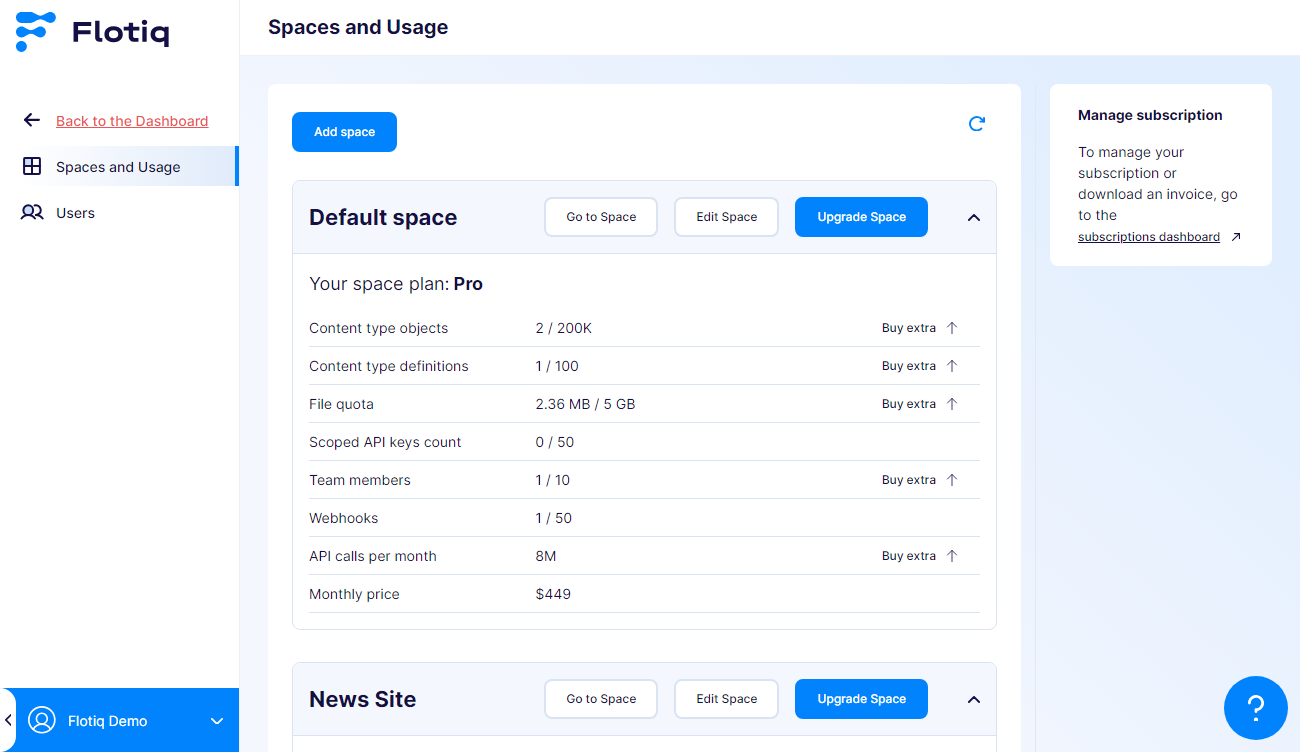 Flotiq
Spaces and Usage
Back to the Dashboard
Spaces and Usage
Users
Add space
Default space
Go to Space
Edit Space
Upgrade Space
Your space plan: Pro
Content type objects 2 / 200K Buy extra
Content type definitions 1 / 100 Buy extra
File quota 2.36 MB / 5 GB Buy extra
Scoped API keys count 0 / 50
Team members 1 / 10 Buy extra
Webhooks 1 / 50
API calls per month 8M Buy extra
Monthly price $449
News Site
Go to Space
Edit Space
Upgrade Space
Manage subscription
To manage your
subscription or
download an invoice, go
to the
subscriptions dashboard
Flotiq Demo
?